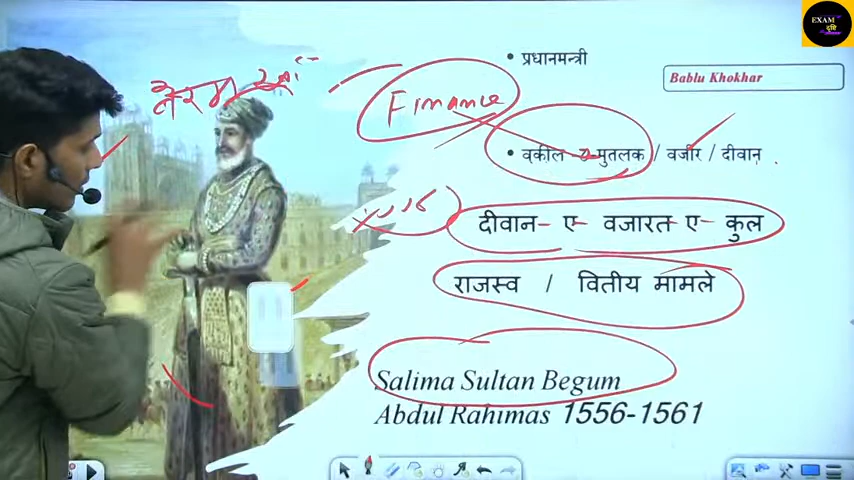 EXAM
दृष्टि
• प्रधानमन्त्री
Bablu Khokhar
बैरम खाँ
Finance
• वकील -ए-मुतलक / वजीर / दीवान
दीवान- ए- वजारत ए- कुल
राजस्व / वितीय मामले
Salima Sultan Begum
Abdul Rahimas 1556-1561